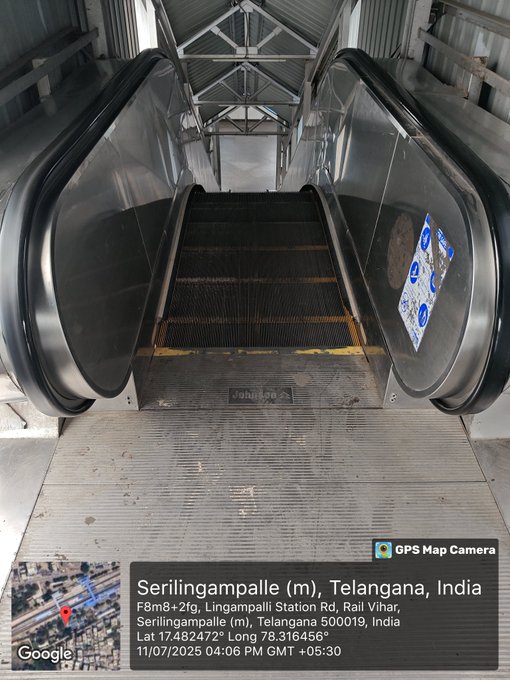 Johnson
GPS Map Camera
Serilingampalle (m), Telangana, India
F8m8+2fg, Lingampalli Station Rd, Rail Vihar,
Serilingampalle (m), Telangana 500019, India
Lat 17.482472° Long 78.316456°
11/07/2025 04:06 PM GMT +05:30
Google